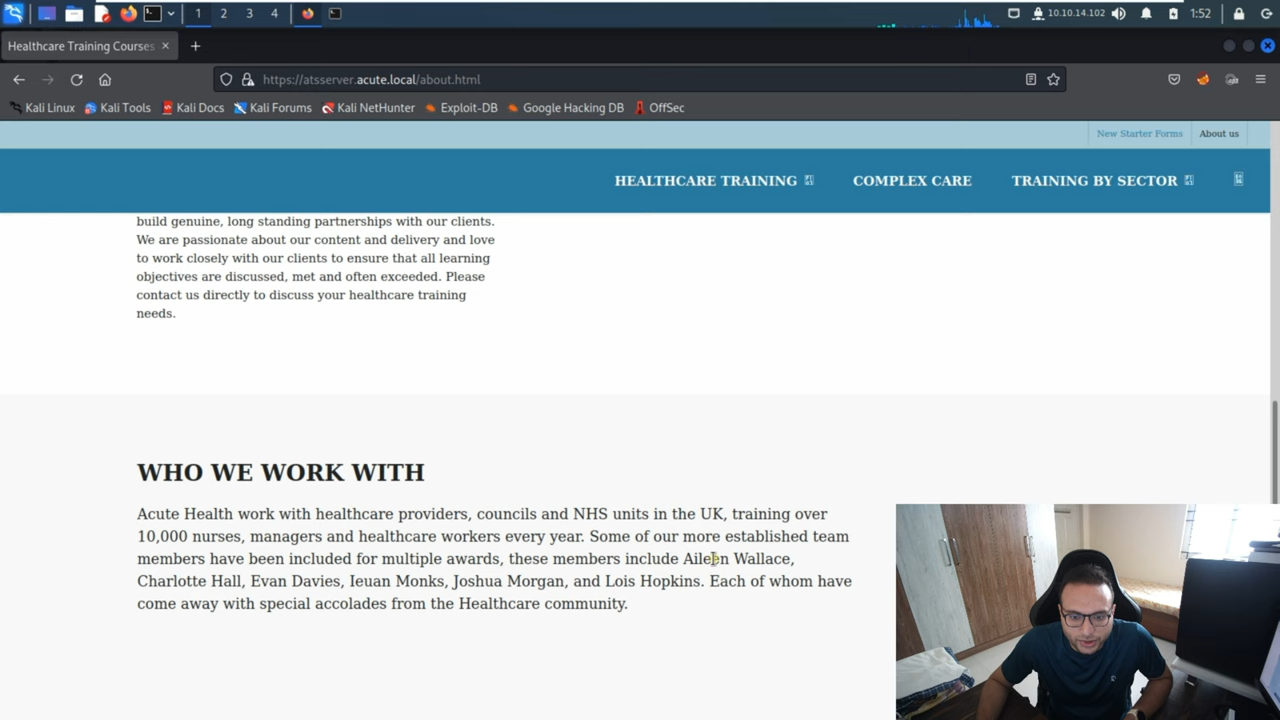 1 2 3 4 10.10.14.102 1:52
Healthcare Training Courses
https://atsserver.acute.local/about.html
Kali Linux Kali Tools Kali Docs Kali Forums Kali NetHunter Exploit-DB Google Hacking DB OffSec
New Starter Forms About us
HEALTHCARE TRAINING COMPLEX CARE TRAINING BY SECTOR
build genuine, long standing partnerships with our clients.
We are passionate about our content and delivery and love
to work closely with our clients to ensure that all learning
objectives are discussed, met and often exceeded. Please
contact us directly to discuss your healthcare training
needs.
WHO WE WORK WITH
Acute Health work with healthcare providers, councils and NHS units in the UK, training over
10,000 nurses, managers and healthcare workers every year. Some of our more established team
members have been included for multiple awards, these members include Aileen Wallace,
Charlotte Hall, Evan Davies, Ieuan Monks, Joshua Morgan, and Lois Hopkins. Each of whom have
come away with special accolades from the Healthcare community.